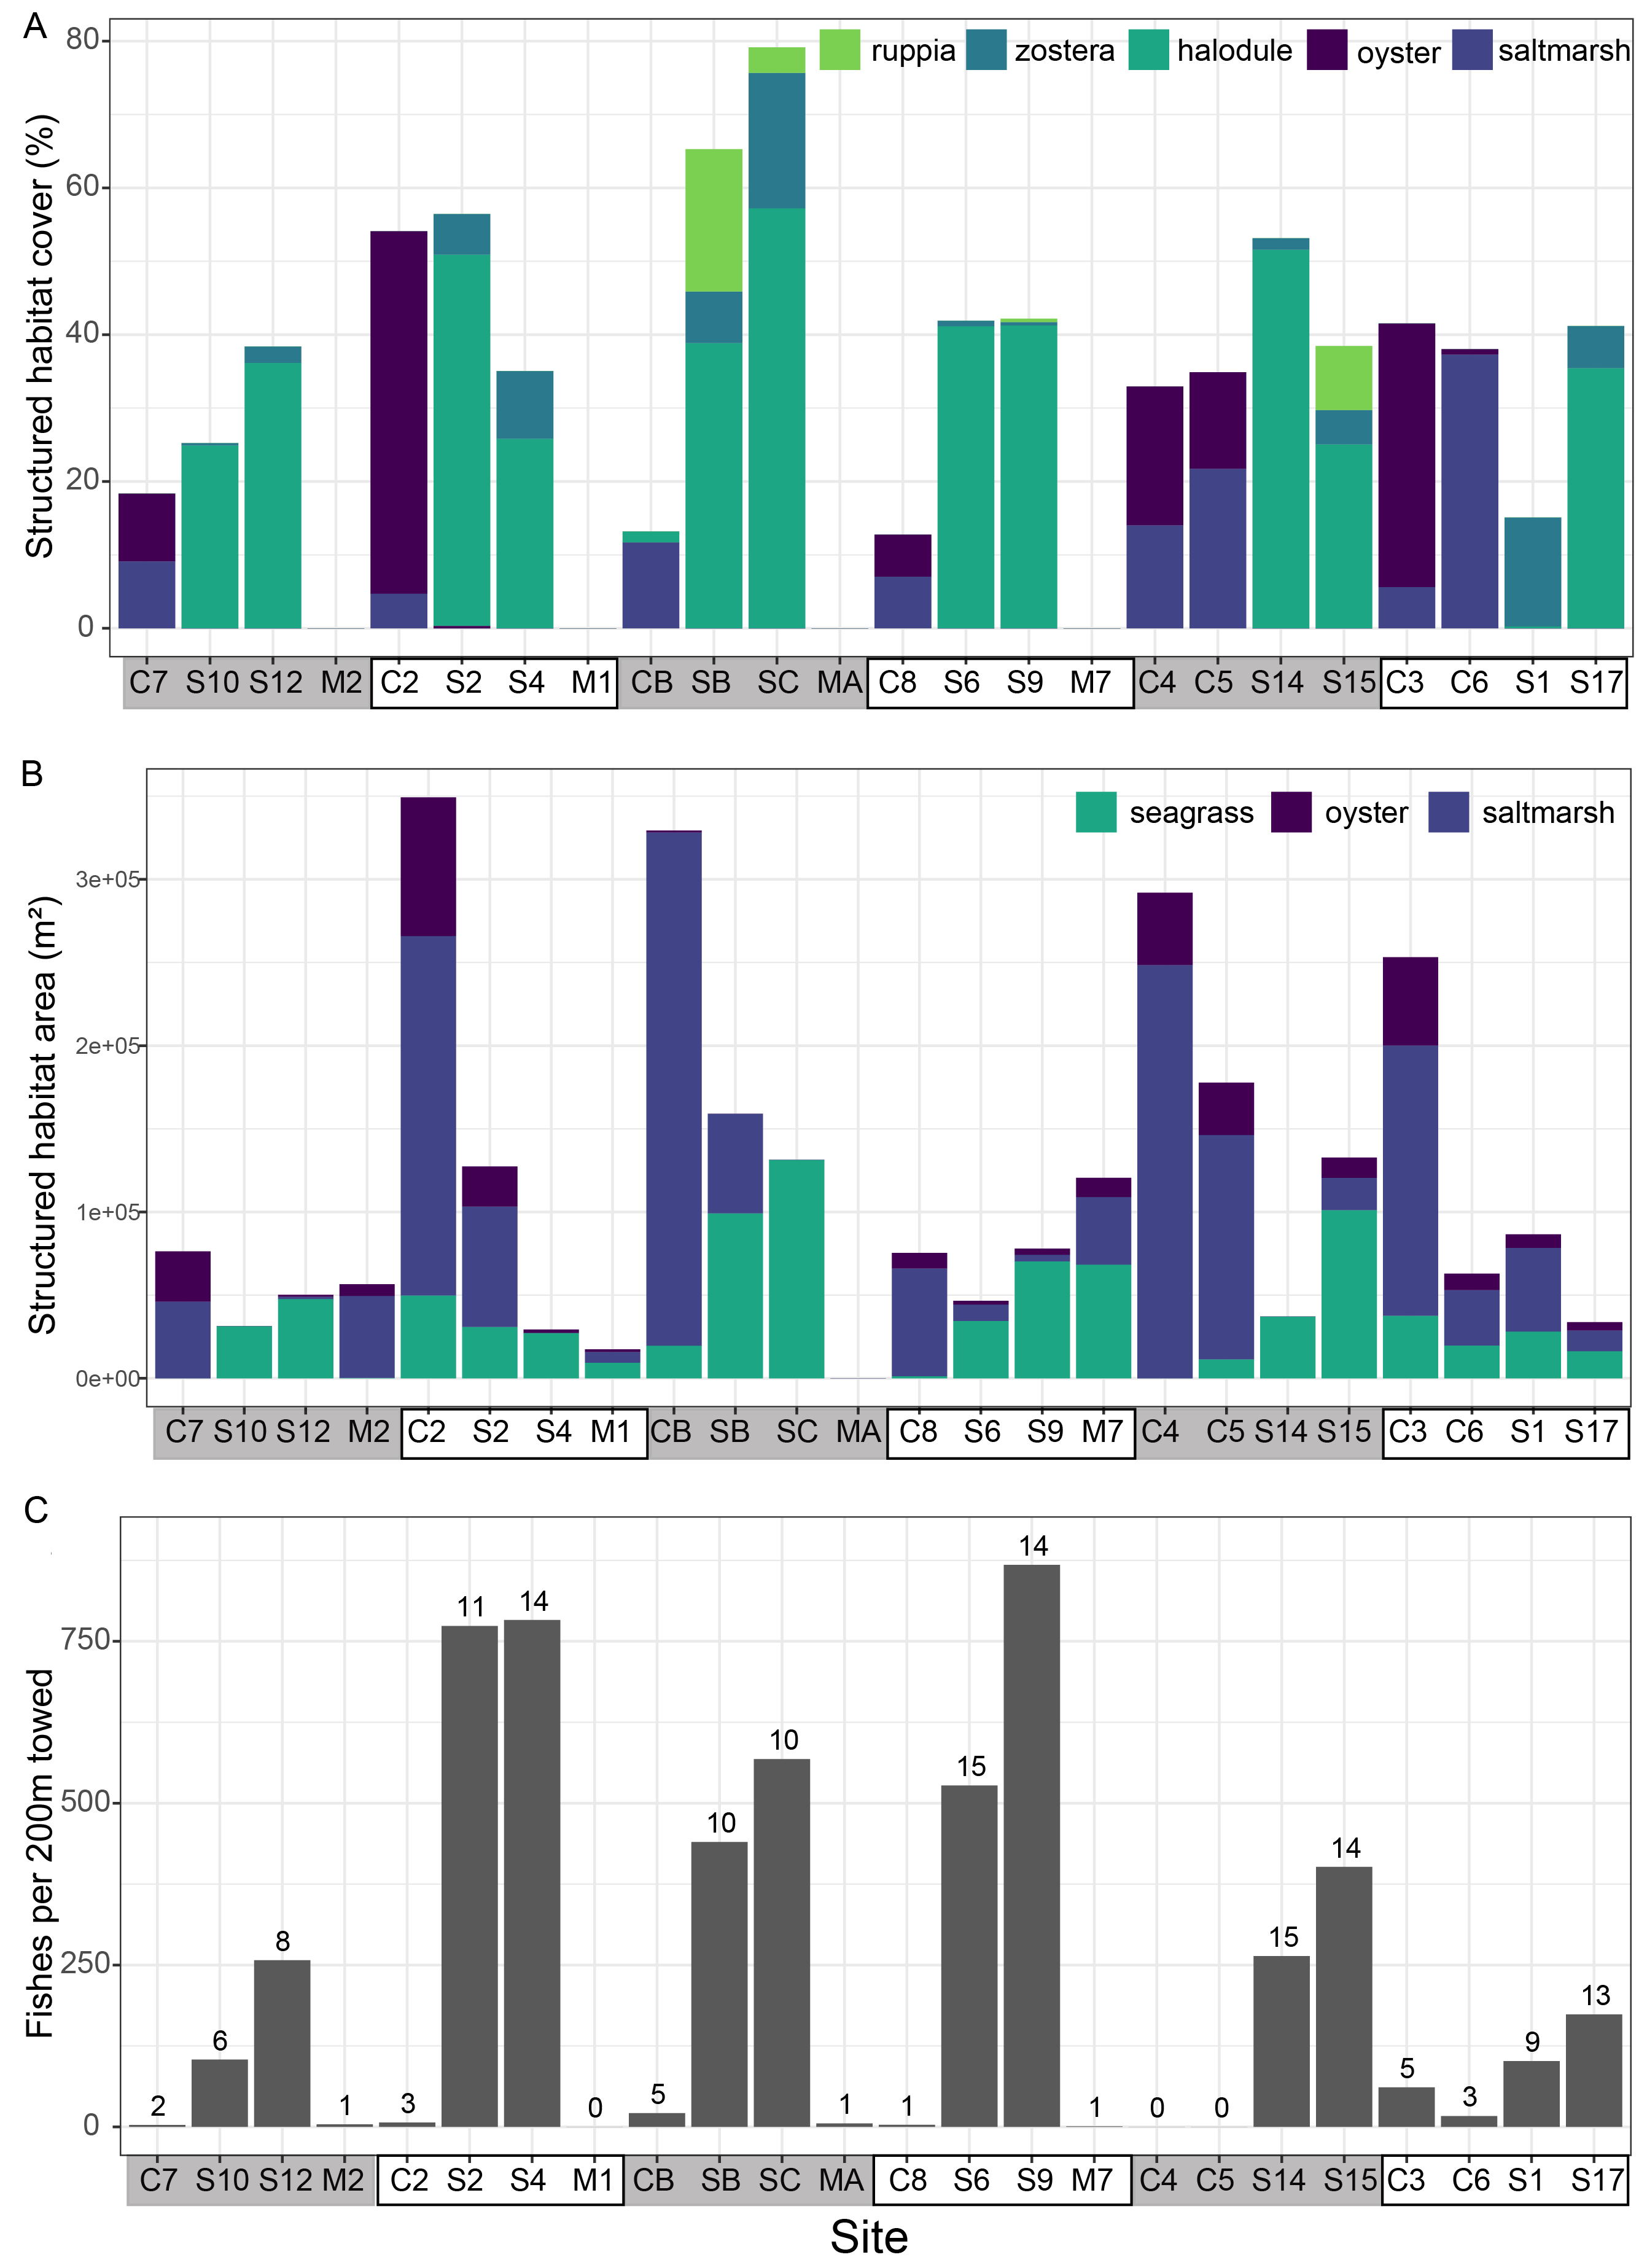 A
ruppia zostera halodule oyster saltmarsh
Structured habitat cover (%)
80
60
40
20
0
C7 S10 S12 M2 C2 S2 S4 M1 CB SB SC MA C8 S6 S9 M7 C4 C5 S14 S15 C3 C6 S1 S17
B
seagrass oyster saltmarsh
Structured habitat area (m²)
3e+05
2e+05
1e+05
0e+00
C7 S10 S12 M2 C2 S2 S4 M1 CB SB SC MA C8 S6 S9 M7 C4 C5 S14 S15 C3 C6 S1 S17
C
Fishes per 200m towed
750
500
250
0
2 6 8 1 3 11 14 0 5 10 10 1 1 15 14 1 0 0 15 14 5 3 9 13
C7 S10 S12 M2 C2 S2 S4 M1 CB SB SC MA C8 S6 S9 M7 C4 C5 S14 S15 C3 C6 S1 S17
Site